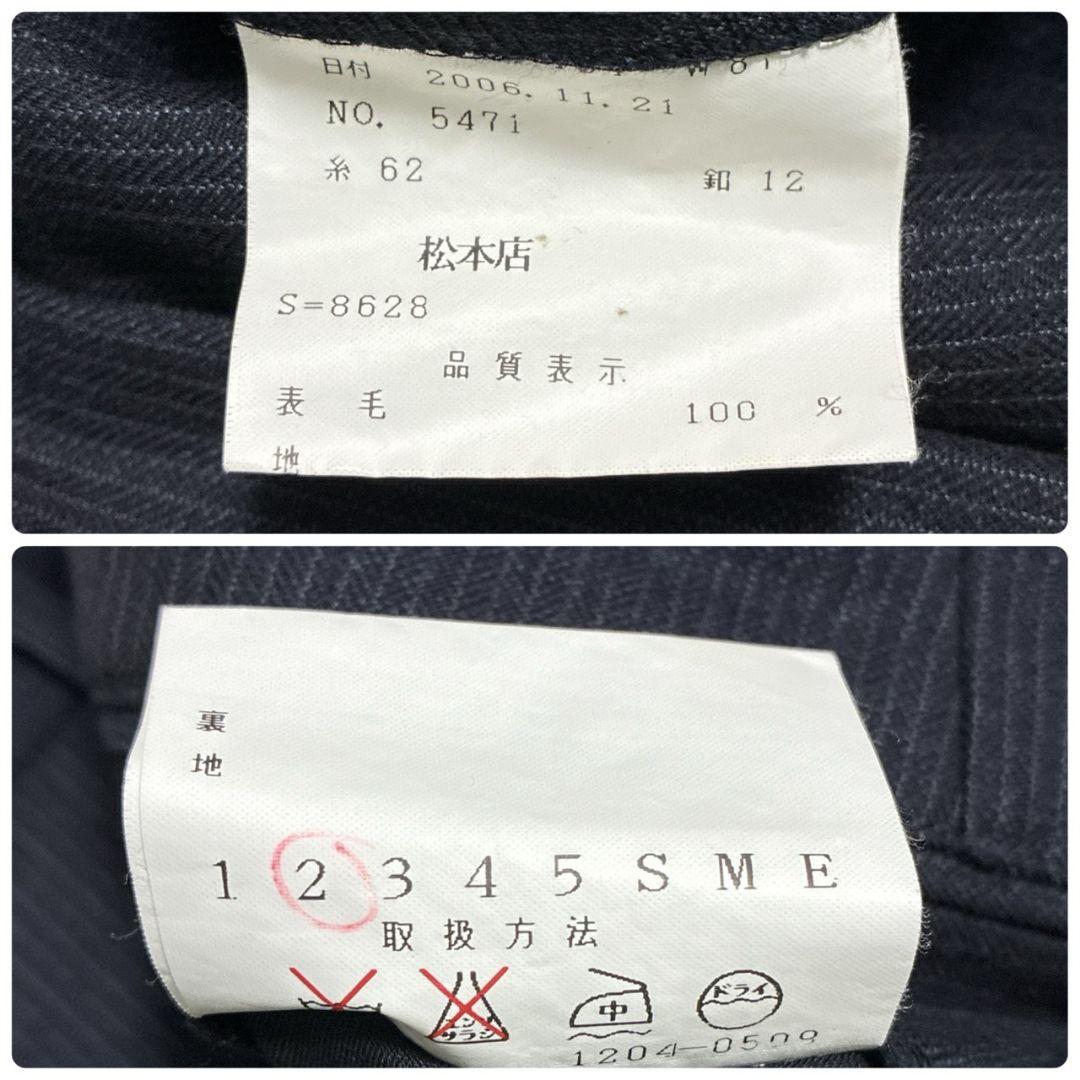 日付 2006.11.21
NO. 5471
糸 62 釦 12
松本店
S=8628
品質表示
表 毛 100 %
地
裏
地
1 2 3 4 5 S M E
取扱方法
中 ドライ